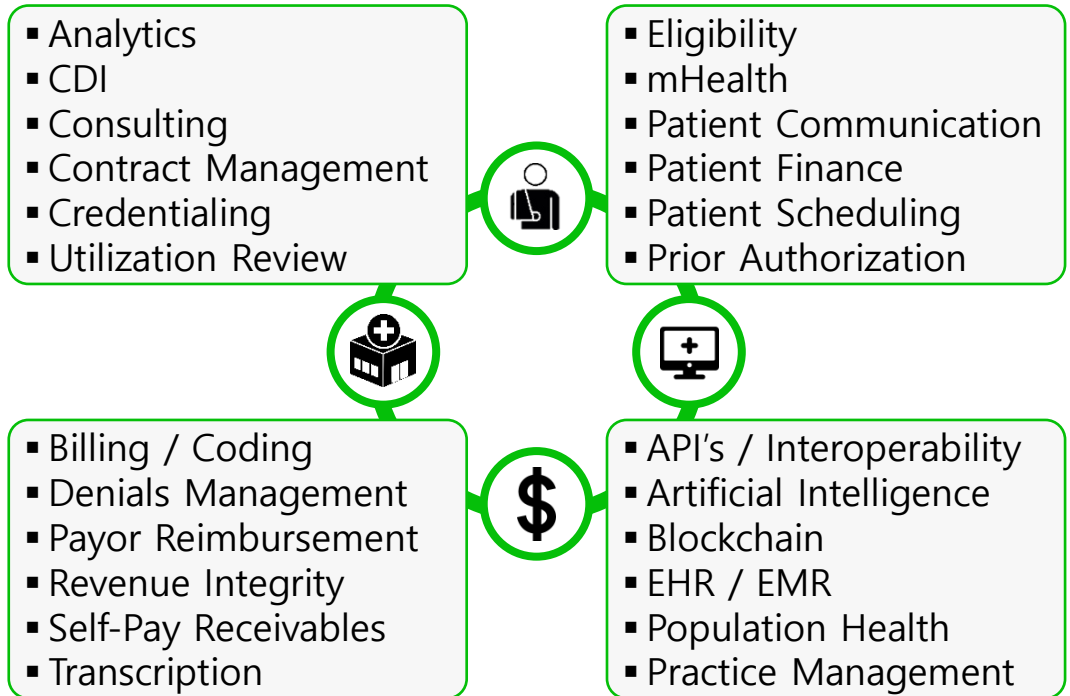 ▪ Analytics
▪ CDI
▪ Consulting
▪ Contract Management
▪ Credentialing
▪ Utilization Review
▪ Eligibility
▪ mHealth
▪ Patient Communication
▪ Patient Finance
▪ Patient Scheduling
▪ Prior Authorization
▪ Billing / Coding
▪ Denials Management
▪ Payor Reimbursement
▪ Revenue Integrity
▪ Self-Pay Receivables
▪ Transcription
$
▪ API's / Interoperability
▪ Artificial Intelligence
▪ Blockchain
▪ EHR / EMR
▪ Population Health
▪ Practice Management